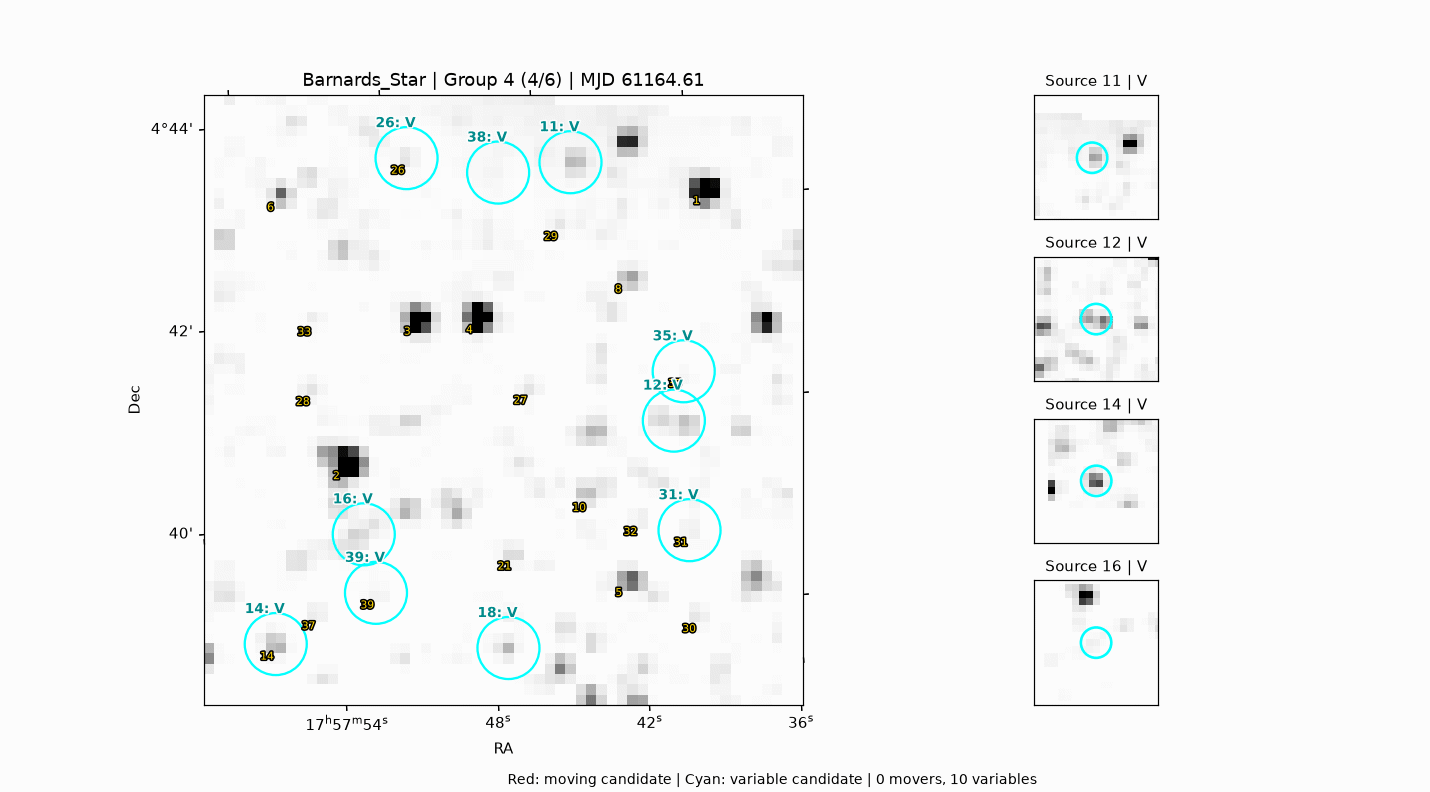 Barnards_Star | Group 4 (4/6) | MJD 61164.61
Source 11 | V
4°44'
26: V
38: V
11: V
26
6
1
29
Source 12 | V
8
42'
33
3
4
35: V
12: V
28
27
Source 14 | V
2
16: V
31: V
10
32
31
40'
39: V
21
Source 16 | V
39
5
14: V
37
18: V
30
14
Dec
17ʰ57ᵐ54ˢ
48ˢ
42ˢ
36ˢ
RA
Red: moving candidate | Cyan: variable candidate | 0 movers, 10 variables